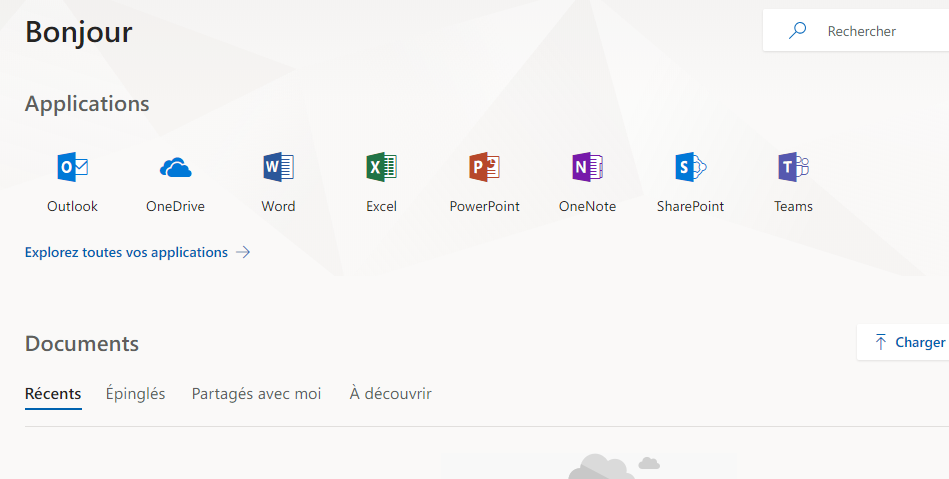 Bonjour
Rechercher
Applications
Outlook OneDrive Word Excel PowerPoint OneNote SharePoint Teams
Explorez toutes vos applications
Documents
Charger
Récents Épinglés Partagés avec moi À découvrir